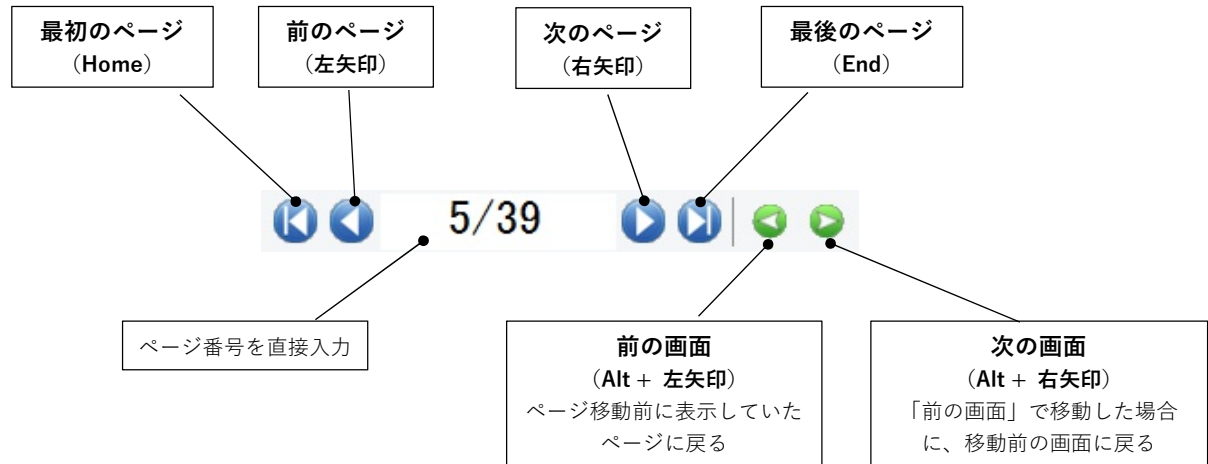 最初のページ
（Home）
前のページ
（左矢印）
次のページ
（右矢印）
最後のページ
（End）
5/39
ページ番号を直接入力
前の画面
（Alt + 左矢印）
ページ移動前に表示していた
ページに戻る
次の画面
（Alt + 右矢印）
「前の画面」で移動した場合
に、移動前の画面に戻る